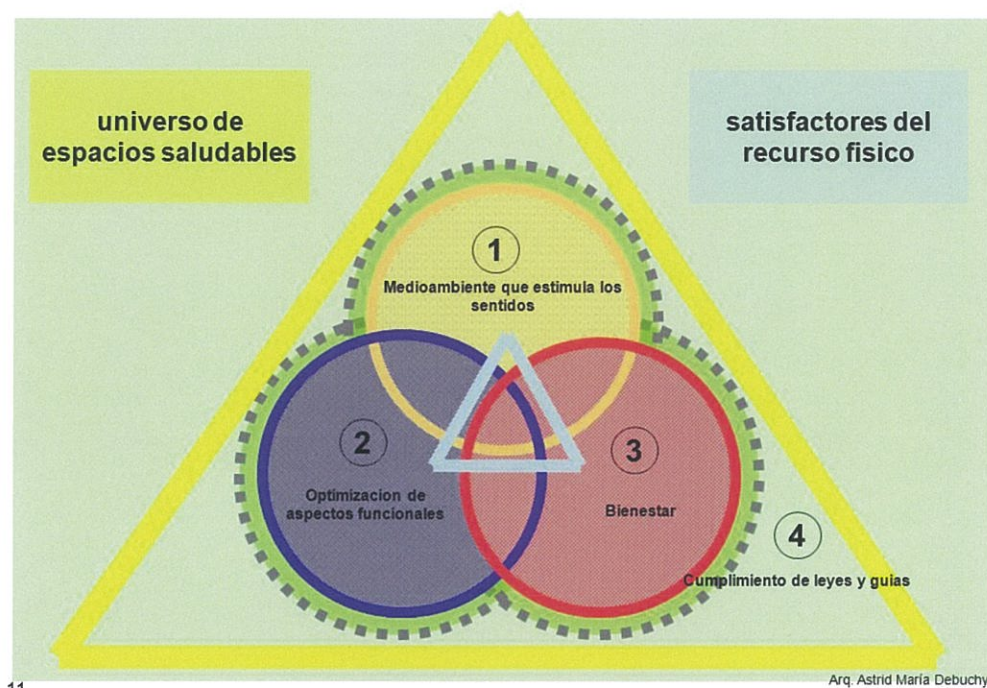 universo de
espacios saludables
satisfactores del
recurso fisico
1
Medioambiente que estimula los
sentidos
2
Optimizacion de
aspectos funcionales
3
Bienestar
4
Cumplimiento de leyes y guias
11
Arq. Astrid María Debuchy